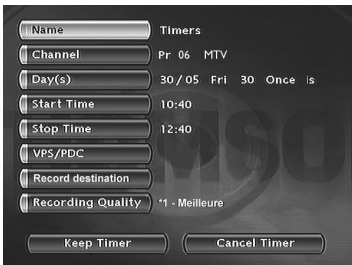 Name Timers
Channel Pr 06 MTV
Day(s) 30/05 Fri 30 Once is
Start Time 10:40
Stop Time 12:40
VPS/PDC
Record destination
Recording Quality *1 - Meilleure
Keep Timer Cancel Timer